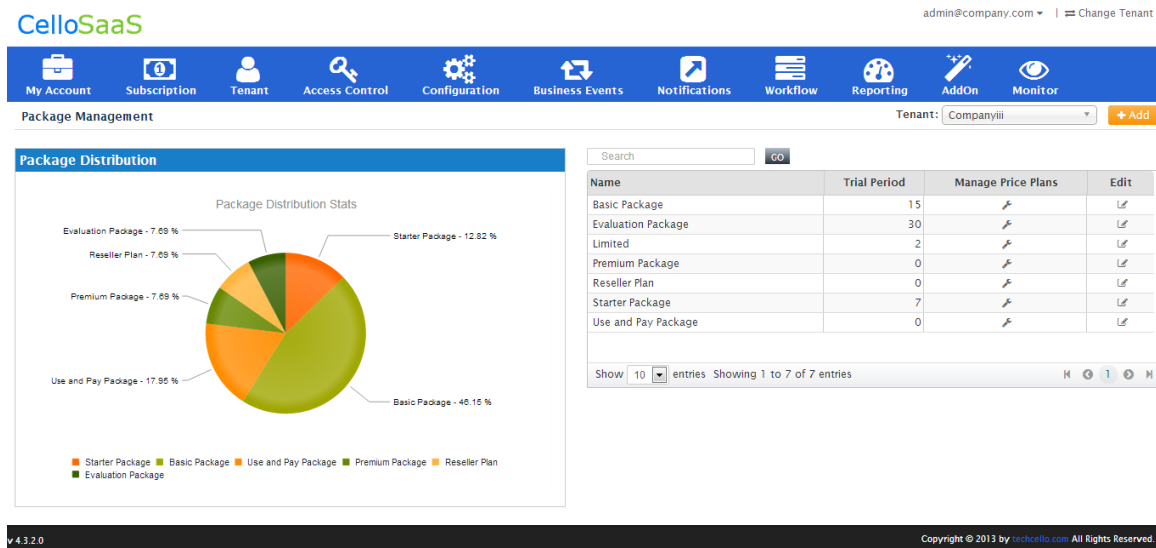 admin@company.com | Change Tenant
CelloSaaS
My Account Subscription Tenant Access Control Configuration Business Events Notifications Workflow Reporting AddOn Monitor
Package Management Tenant: Companyiii + Add
Package Distribution
Package Distribution Stats
Evaluation Package - 7.69 %
Starter Package - 12.82 %
Reseller Plan - 7.69 %
Premium Package - 7.69 %
Use and Pay Package - 17.95 %
Basic Package - 46.15 %
Starter Package Basic Package Use and Pay Package Premium Package Reseller Plan
Evaluation Package
Search GO
Name Trial Period Manage Price Plans Edit
Basic Package 15
Evaluation Package 30
Limited 2
Premium Package 0
Reseller Plan 0
Starter Package 7
Use and Pay Package 0
Show 10 entries Showing 1 to 7 of 7 entries 1
v 4.3.2.0 Copyright © 2013 by techcello.com All Rights Reserved.